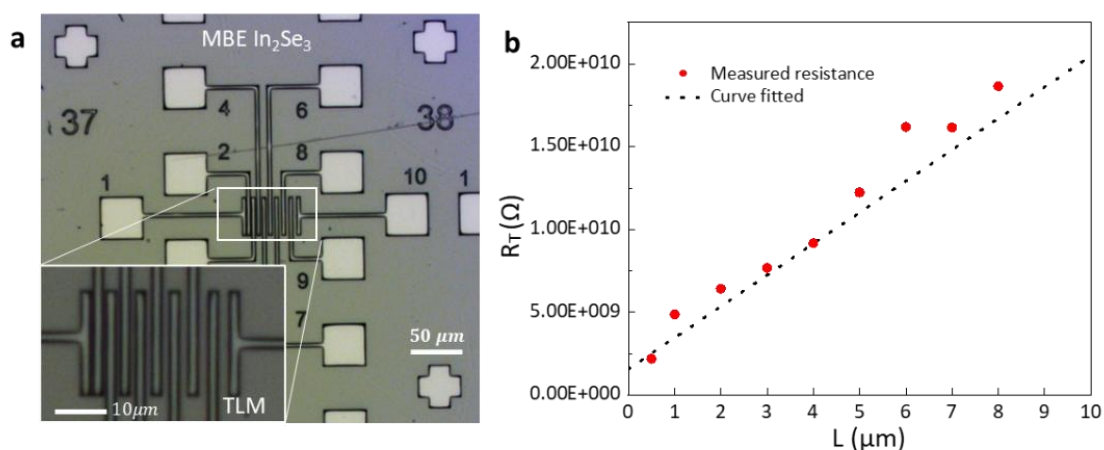 a
MBE In₂Se₃
37
38
4
6
2
8
1
10
1
9
7
50 μm
10μm
TLM
b
Measured resistance
Curve fitted
2.00E+010
1.50E+010
1.00E+010
5.00E+009
0.00E+000
R_T (Ω)
0 1 2 3 4 5 6 7 8 9 10
L (μm)